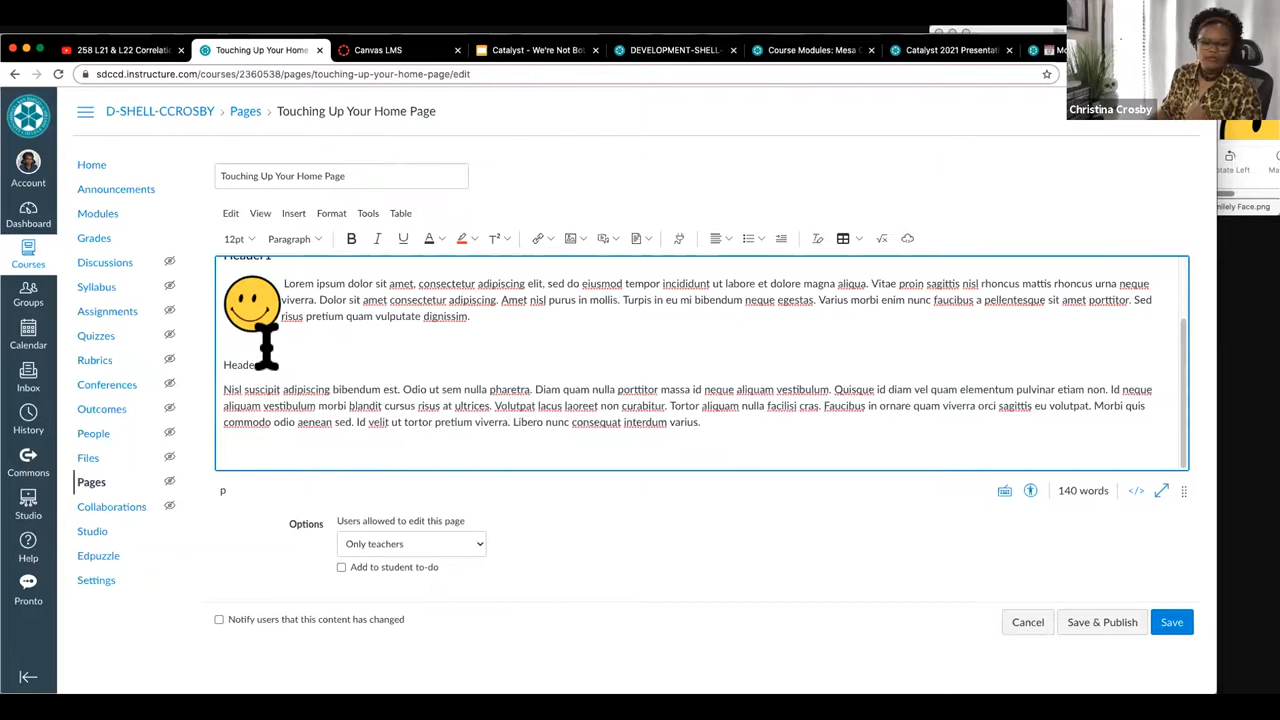 258 L21 & L22 Correlatio
Touching Up Your Home
Canvas LMS
Catalyst - We're Not Bo
DEVELOPMENT-SHELL-
Course Modules: Mesa C
Catalyst 2021 Presentati
sdccd.instructure.com/courses/2360538/pages/touching-up-your-home-page/edit
Christina Crosby
D-SHELL-CCROSBY > Pages > Touching Up Your Home Page
Account
Dashboard
Courses
Groups
Calendar
Inbox
History
Commons
Studio
Help
Pronto
Home
Announcements
Modules
Grades
Discussions
Syllabus
Assignments
Quizzes
Rubrics
Conferences
Outcomes
People
Files
Pages
Collaborations
Studio
Edpuzzle
Settings
Touching Up Your Home Page
Edit View Insert Format Tools Table
12pt Paragraph B I U A T²
Header1
Lorem ipsum dolor sit amet, consectetur adipiscing elit, sed do eiusmod tempor incididunt ut labore et dolore magna aliqua. Vitae proin sagittis nisl rhoncus mattis rhoncus urna neque
viverra. Dolor sit amet consectetur adipiscing. Amet nisl purus in mollis. Turpis in eu mi bibendum neque egestas. Varius morbi enim nunc faucibus a pellentesque sit amet porttitor. Sed
risus pretium quam vulputate dignissim.
Heade
Nisl suscipit adipiscing bibendum est. Odio ut sem nulla pharetra. Diam quam nulla porttitor massa id neque aliquam vestibulum. Quisque id diam vel quam elementum pulvinar etiam non. Id neque
aliquam vestibulum morbi blandit cursus risus at ultrices. Volutpat lacus laoreet non curabitur. Tortor aliquam nulla facilisi cras. Faucibus in ornare quam viverra orci sagittis eu volutpat. Morbi quis
commodo odio aenean sed. Id velit ut tortor pretium viverra. Libero nunc consequat interdum varius.
p
140 words
</>
Options
Users allowed to edit this page
Only teachers
Add to student to-do
Notify users that this content has changed
Cancel
Save & Publish
Save
otate Left
Ma
milely Face.png